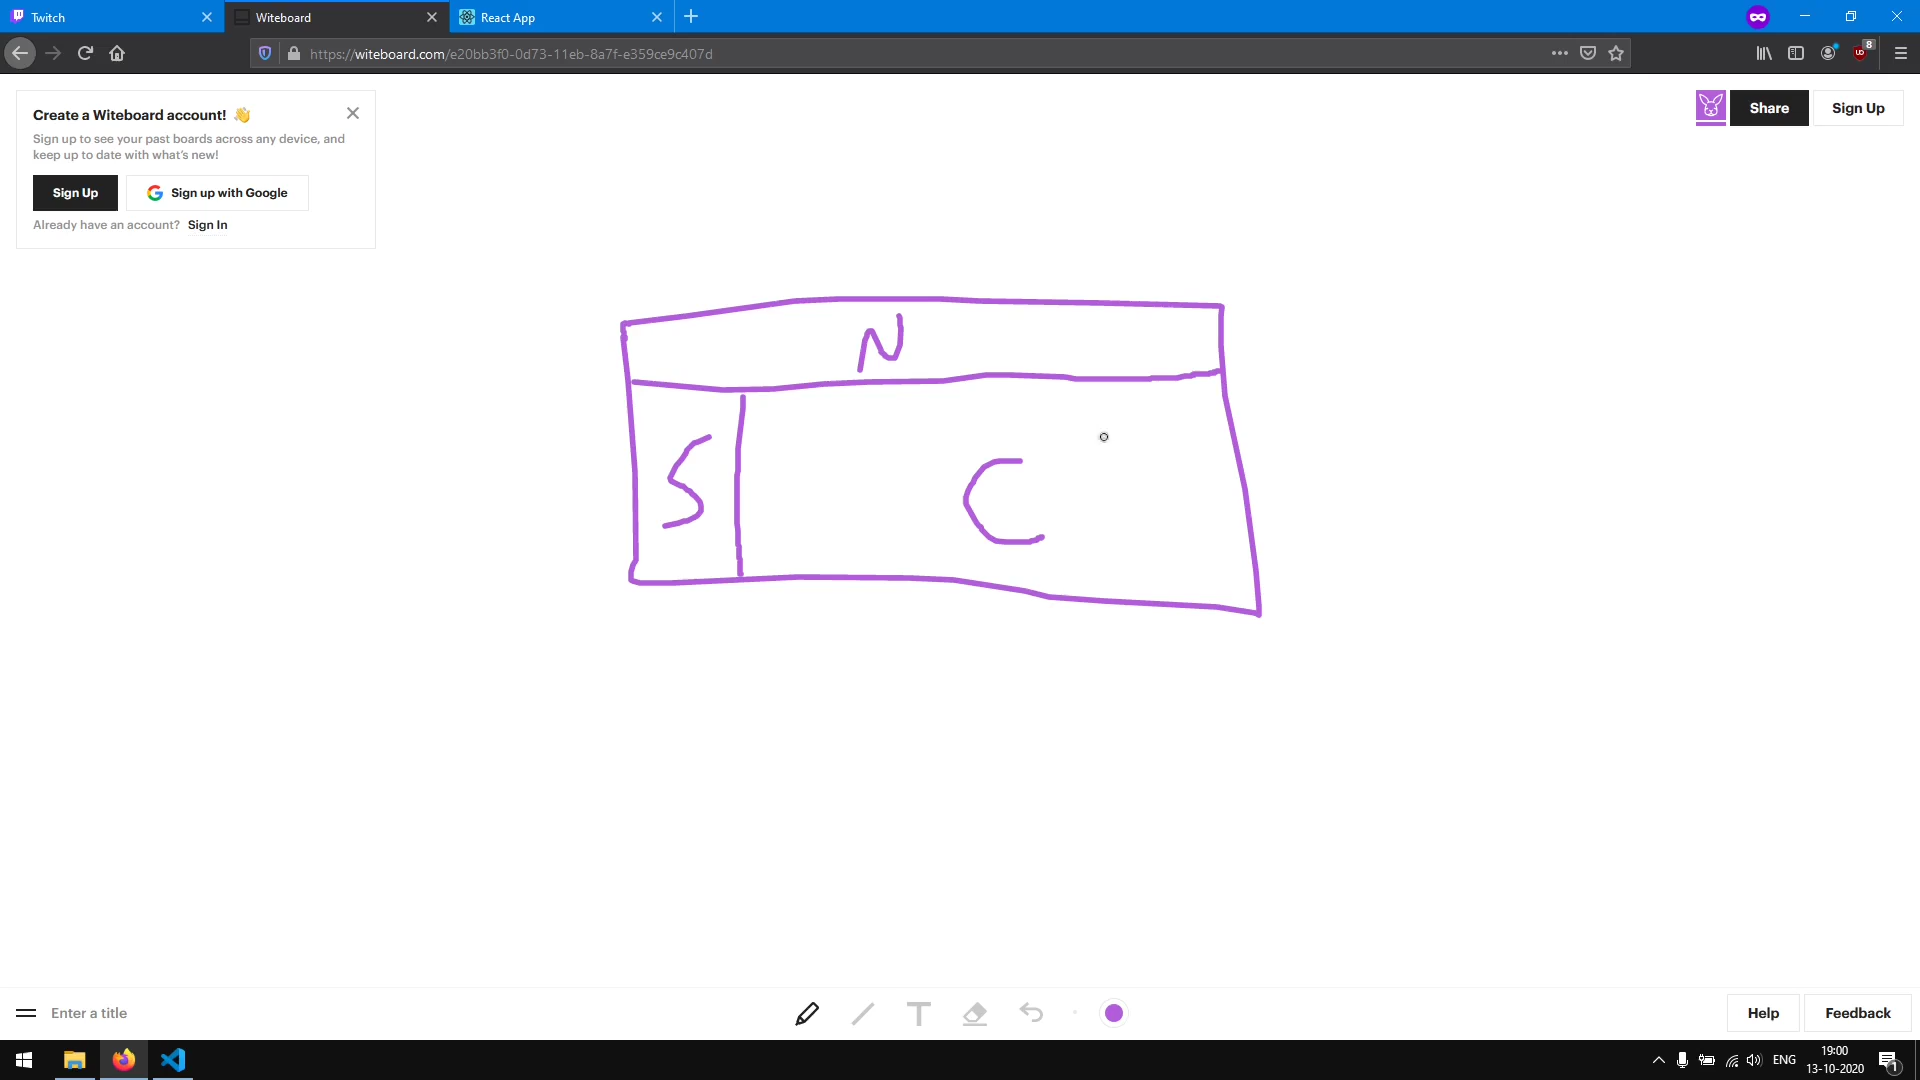 Twitch
Witeboard
React App
https://witeboard.com/e20bb3f0-0d73-11eb-8a7f-e359ce9c407d
8
Create a Witeboard account! 👋
Sign up to see your past boards across any device, and
keep up to date with what's new!
Sign Up
Sign up with Google
Already have an account? Sign In
Share
Sign Up
N
S
C
Enter a title
T
Help
Feedback
ENG
19:00
13-10-2020
1